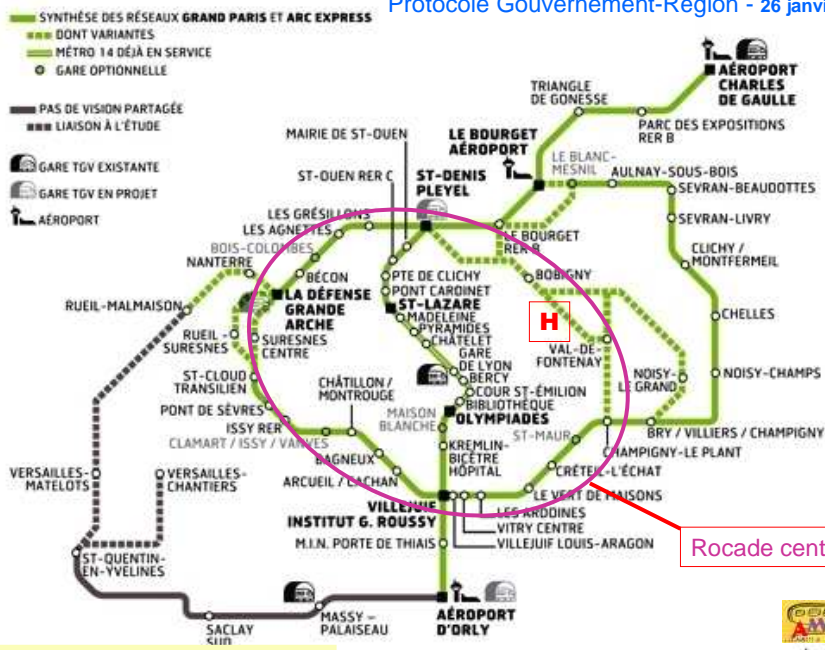 Protocole Gouvernement-Région - 26 janvi
SYNTHÈSE DES RÉSEAUX GRAND PARIS ET ARC EXPRESS
DONT VARIANTES
MÉTRO 14 DÉJÀ EN SERVICE
GARE OPTIONNELLE
PAS DE VISION PARTAGÉE
LIAISON À L'ÉTUDE
GARE TGV EXISTANTE
GARE TGV EN PROJET
AÉROPORT
AÉROPORT
CHARLES
DE GAULLE
TRIANGLE
DE GONESSE
PARC DES EXPOSITIONS
RER B
LE BOURGET
AÉROPORT
MAIRIE DE ST-OUEN
LE BLANC-
MESNIL
AULNAY-SOUS-BOIS
ST-OUEN RER C
ST-DENIS
PLEYEL
SEVRAN-BEAUDOTTES
LES GRÉSILLONS
LES AGNETTES
SEVRAN-LIVRY
LE BOURGET
RER B
BOIS-COLOMBES
NANTERRE
CLICHY /
MONTFERMEIL
BÉCON
PTE DE CLICHY
BOBIGNY
PONT CARDINET
LA DÉFENSE
GRANDE
ARCHE
ST-LAZARE
RUEIL-MALMAISON
MADELEINE
H
CHELLES
PYRAMIDES
RUEIL -
SURESNES
SURESNES
CENTRE
CHÂTELET
GARE
DE LYON
VAL-DE-
FONTENAY
BERCY
ST-CLOUD
TRANSILIEN
CHÂTILLON /
MONTROUGE
NOISY-
LE GRAND
NOISY-CHAMPS
COUR ST-ÉMILION
BIBLIOTHÈQUE
PONT DE SÈVRES
MAISON
BLANCHE
OLYMPIADES
ISSY RER
CLAMART / ISSY / VANVES
ST-MAUR
BRY / VILLIERS / CHAMPIGNY
KREMLIN-
BICÊTRE
HÔPITAL
CHAMPIGNY-LE PLANT
BAGNEUX
CRÉTEIL-L'ÉCHAT
VERSAILLES-
MATELOTS
VERSAILLES-
CHANTIERS
ARCUEIL / CACHAN
LE VERT DE MAISONS
VILLEJUIF
INSTITUT G. ROUSSY
LES ARDOINES
VITRY CENTRE
VILLEJUIF LOUIS-ARAGON
M.I.N. PORTE DE THIAIS
Rocade cent
ST-QUENTIN-
EN-YVELINES
MASSY –
PALAISEAU
AÉROPORT
D'ORLY
SACLAY
SUD